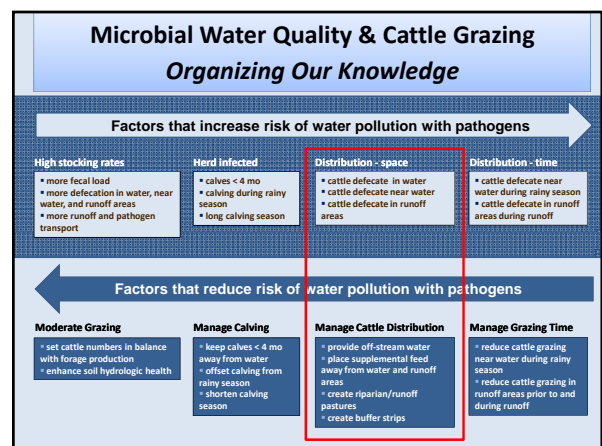 Microbial Water Quality & Cattle Grazing
Organizing Our Knowledge
Factors that increase risk of water pollution with pathogens
High stocking rates
▪ more fecal load
▪ more defecation in water, near
water, and runoff areas
▪ more runoff and pathogen
transport
Herd infected
▪ calves < 4 mo
▪ calving during rainy
season
▪ long calving season
Distribution - space
▪ cattle defecate in water
▪ cattle defecate near water
▪ cattle defecate in runoff
areas
Distribution - time
▪ cattle defecate near
water during rainy season
▪ cattle defecate in runoff
areas during runoff
Factors that reduce risk of water pollution with pathogens
Moderate Grazing
▪ set cattle numbers in balance
with forage production
▪ enhance soil hydrologic health
Manage Calving
▪ keep calves < 4 mo
away from water
▪ offset calving from
rainy season
▪ shorten calving
season
Manage Cattle Distribution
▪ provide off-stream water
▪ place supplemental feed
away from water and runoff
areas
▪ create riparian/runoff
pastures
▪ create buffer strips
Manage Grazing Time
▪ reduce cattle grazing
near water during rainy
season
▪ reduce cattle grazing in
runoff areas prior to and
during runoff